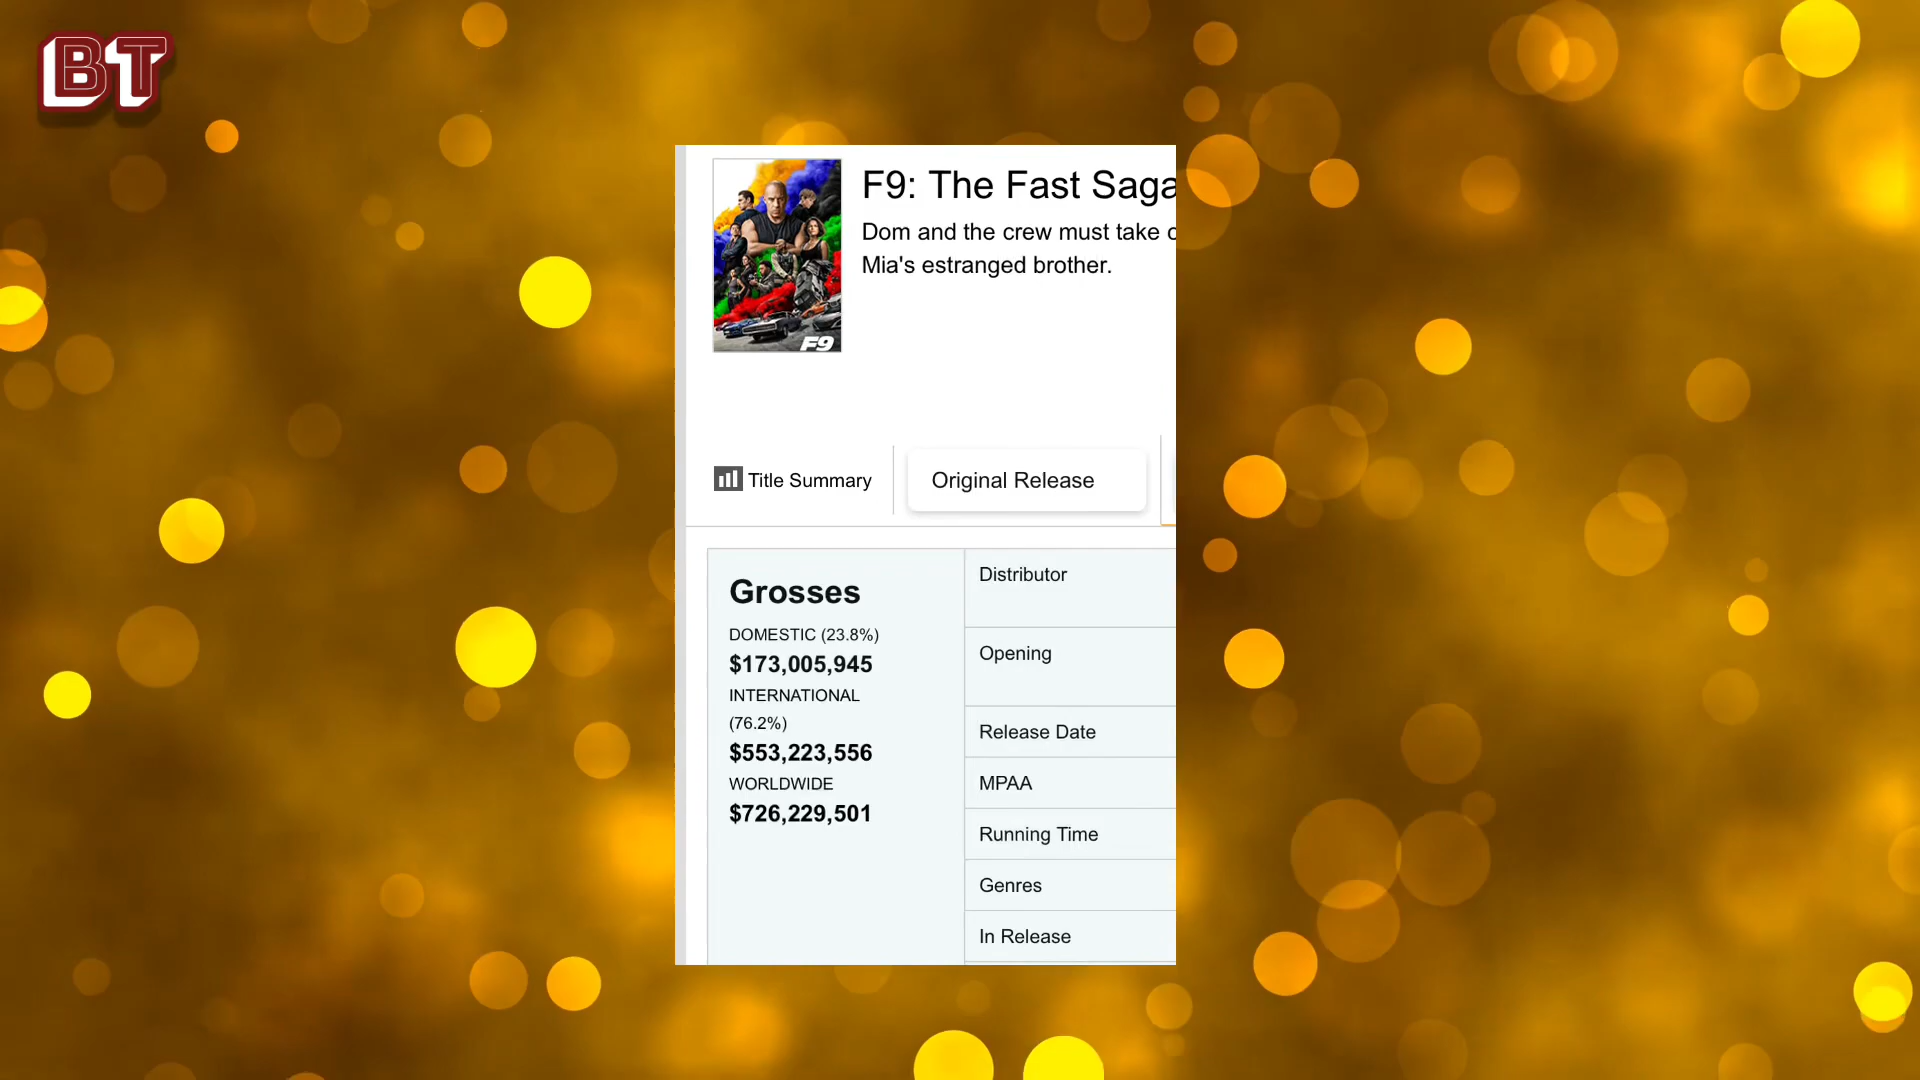 BT
F9: The Fast Saga
Dom and the crew must take
Mia's estranged brother.
F9
Title Summary
Original Release
Grosses
DOMESTIC (23.8%)
$173,005,945
INTERNATIONAL
(76.2%)
$553,223,556
WORLDWIDE
$726,229,501
Distributor
Opening
Release Date
MPAA
Running Time
Genres
In Release